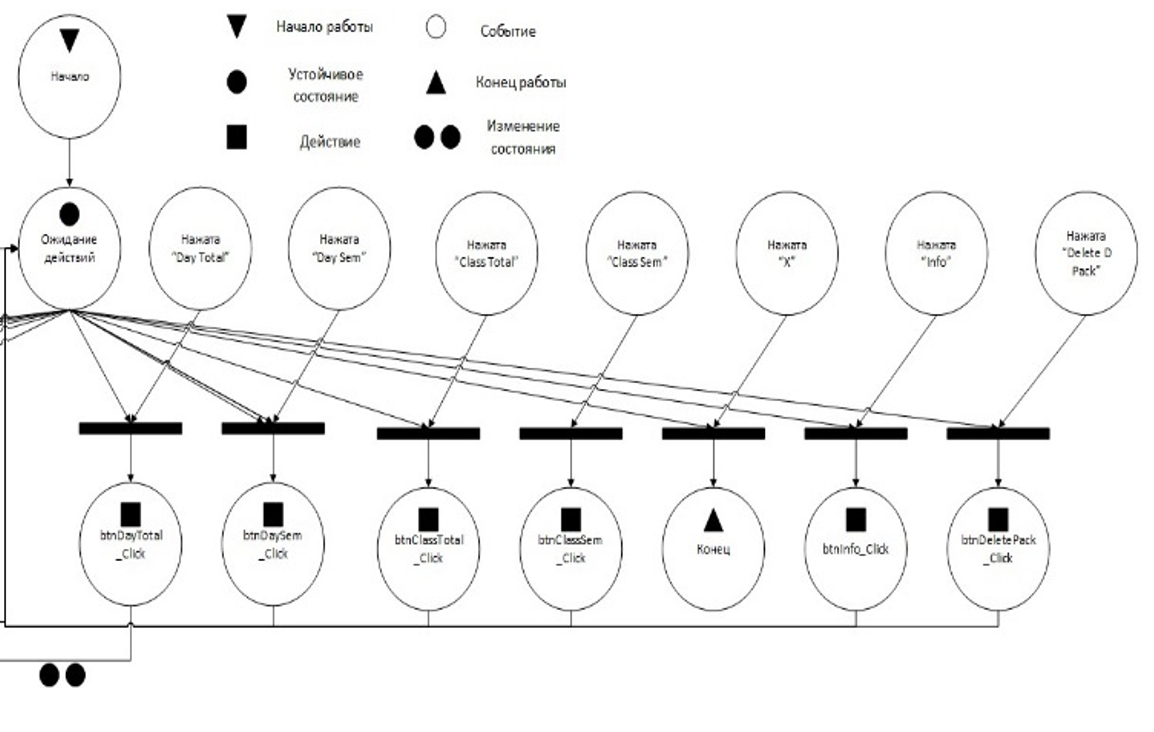 Начало
Начало работы
Событие
Устойчивое
состояние
Конец работы
Действие
Изменение
состояния
Ожидание
действий
Нажата
“Day Total”
Нажата
“Day Sem”
Нажата
“Class Total”
Нажата
“Class Sem”
Нажата
“X”
Нажата
“Info”
Нажата
“Delete D
Pack”
btnDayTotal
_Click
btnDaySem
_Click
btnClassTotal
_Click
btnClassSem
_Click
Конец
btnInfo_Click
btnDeletePack
_Click